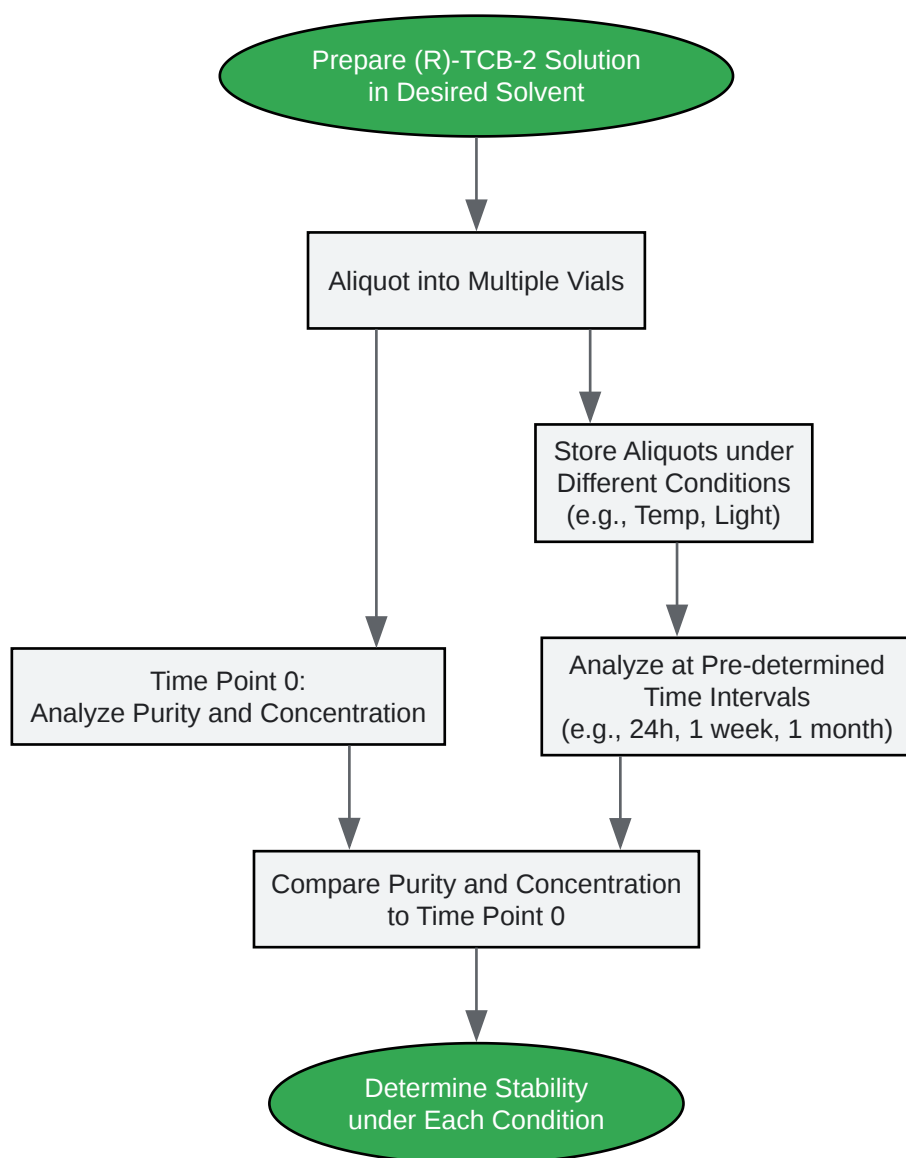 Prepare (R)-TCB-2 Solution
in Desired Solvent
Aliquot into Multiple Vials
Store Aliquots under
Different Conditions
(e.g., Temp, Light)
Time Point 0:
Analyze Purity and Concentration
Analyze at Pre-determined
Time Intervals
(e.g., 24h, 1 week, 1 month)
Compare Purity and Concentration
to Time Point 0
Determine Stability
under Each Condition